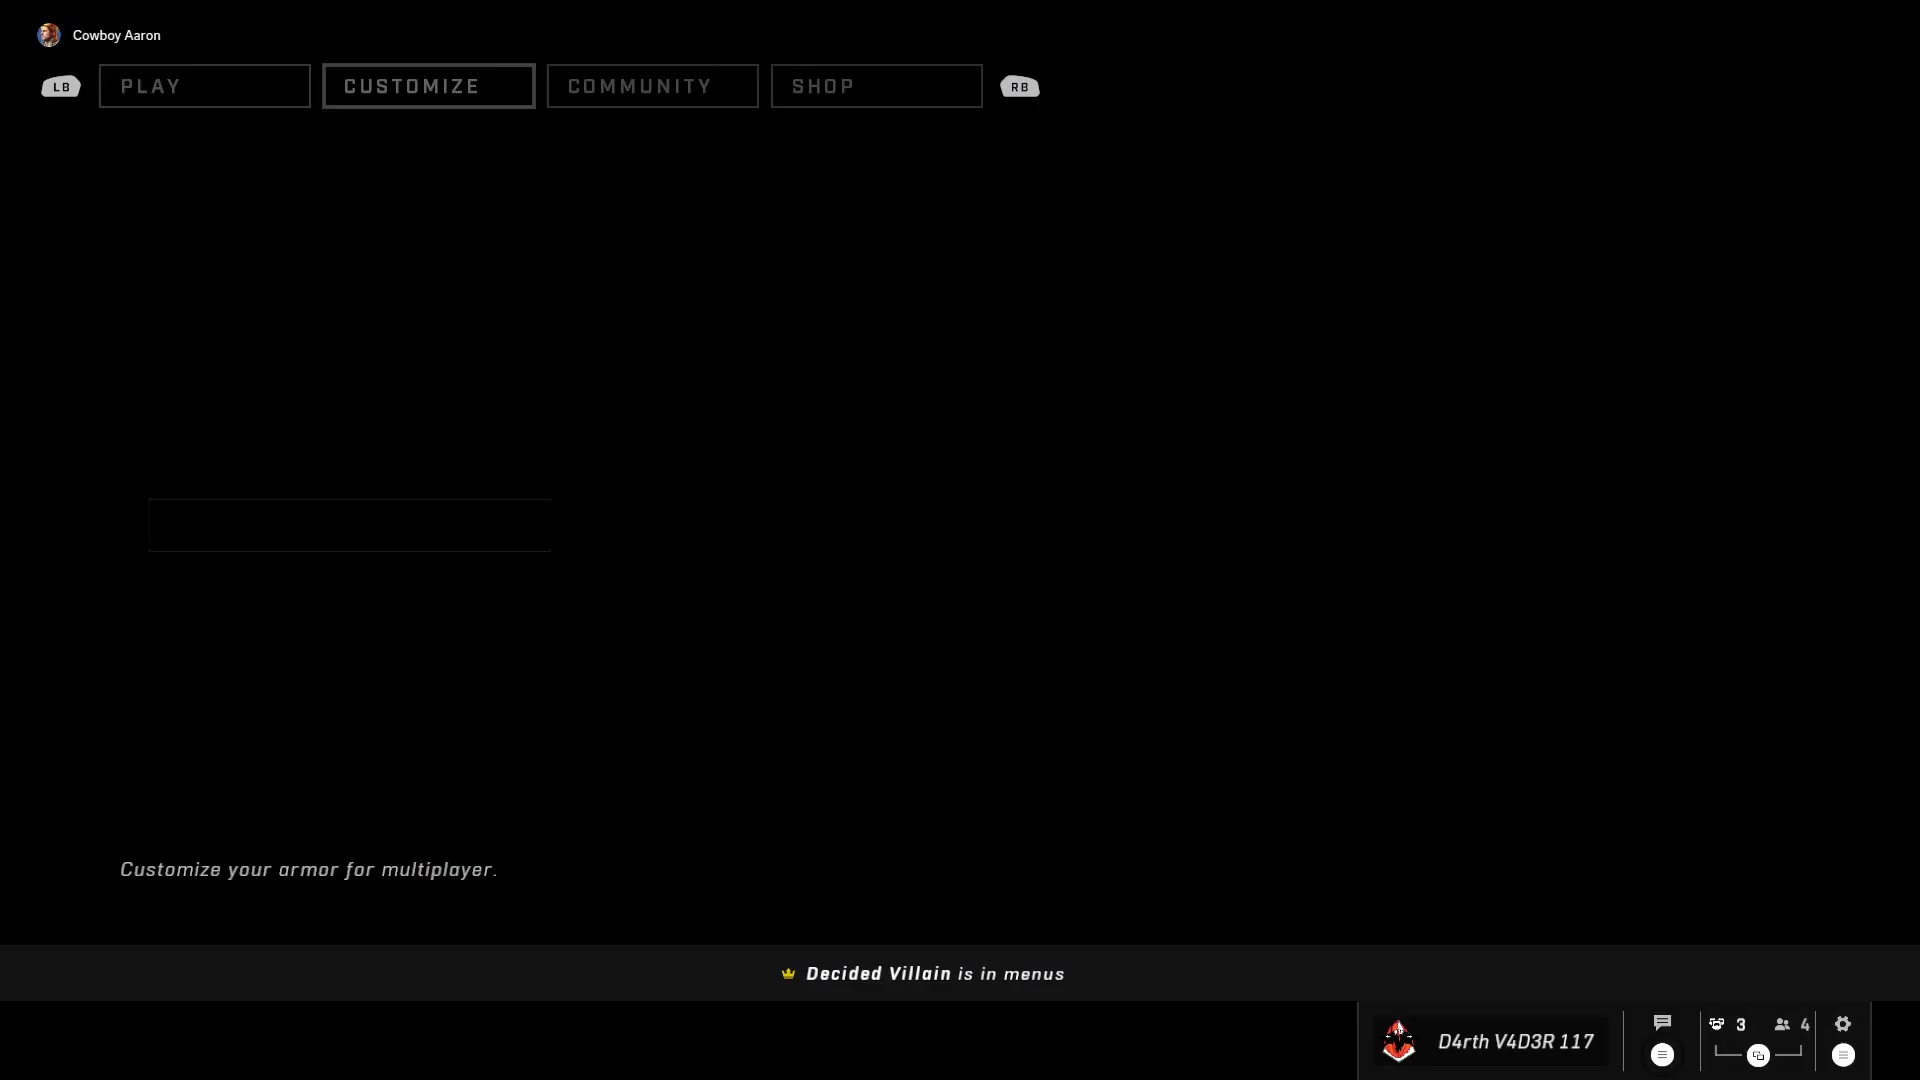 Cowboy Aaron
LB PLAY CUSTOMIZE COMMUNITY SHOP RB
Customize your armor for multiplayer.
Decided Villain is in menus
D4rth V4D3R 117
3 4